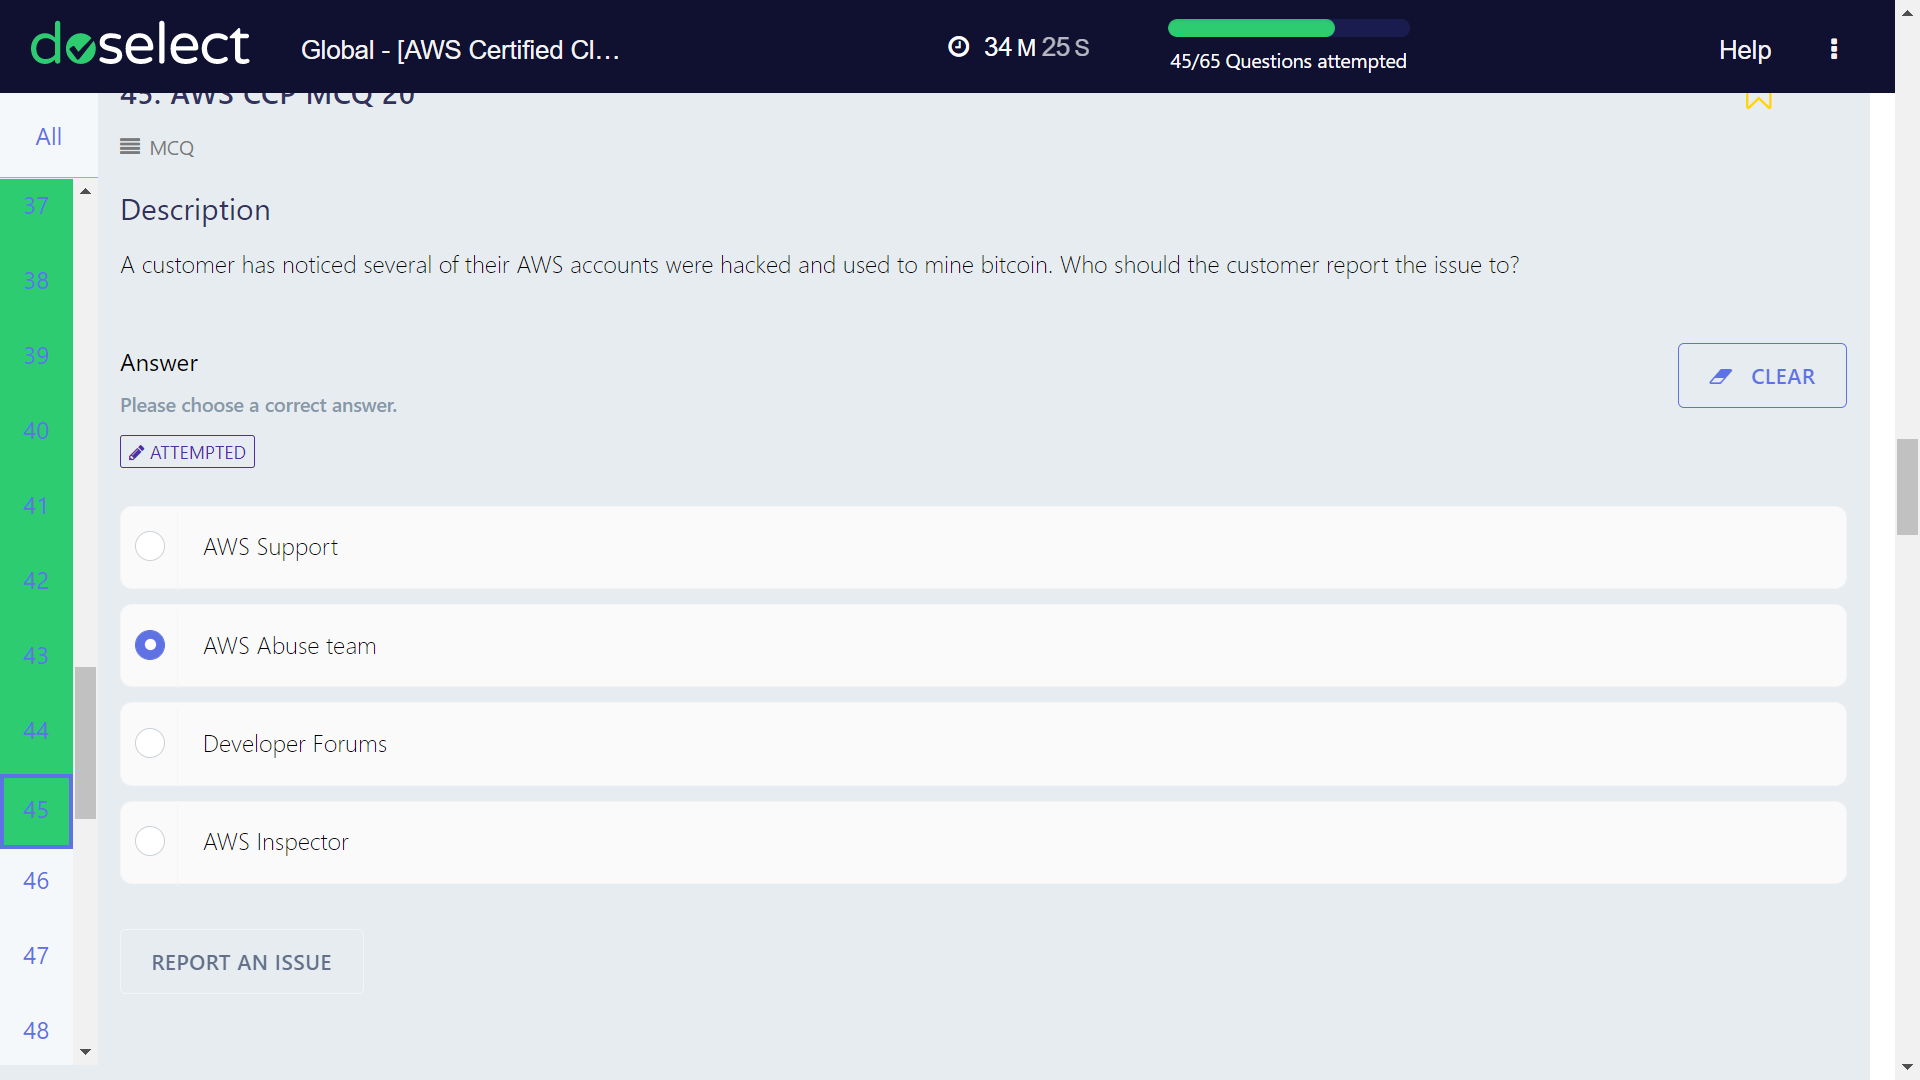 doselect
Global - [AWS Certified Cl...
34 M 25 S
45/65 Questions attempted
Help
All
37
38
39
40
41
42
43
44
45
46
47
48
45. AWS CCP MCQ 20
MCQ
Description
A customer has noticed several of their AWS accounts were hacked and used to mine bitcoin. Who should the customer report the issue to?
Answer
CLEAR
Please choose a correct answer.
ATTEMPTED
AWS Support
AWS Abuse team
Developer Forums
AWS Inspector
REPORT AN ISSUE